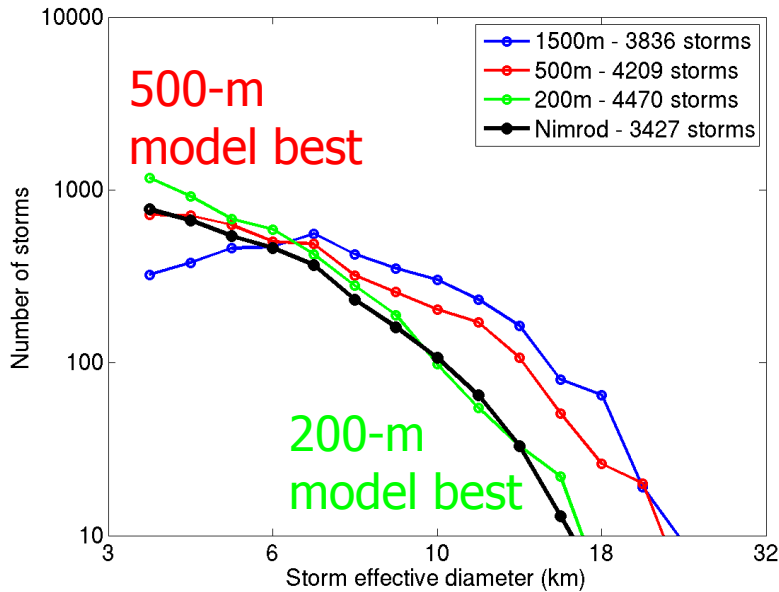 10000
1000
100
10
3
6
10
18
32
Number of storms
Storm effective diameter (km)
1500m - 3836 storms
500m - 4209 storms
200m - 4470 storms
Nimrod - 3427 storms
500-m
model best
200-m
model best